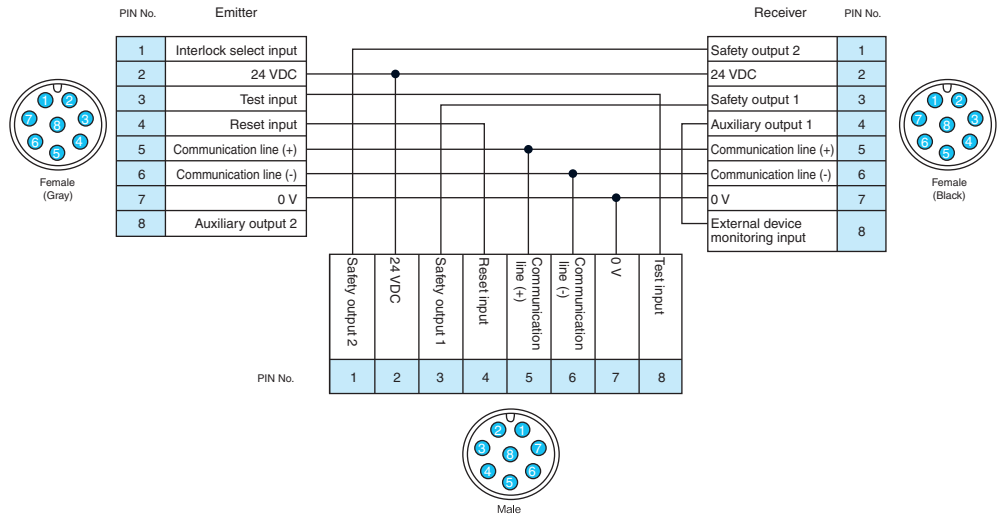 PIN No. Emitter
1 Interlock select input
2 24 VDC
3 Test input
4 Reset input
5 Communication line (+)
6 Communication line (-)
7 0 V
8 Auxiliary output 2
1 2
7 8 3
6 5 4
Female
(Gray)
Receiver PIN No.
Safety output 2 1
24 VDC 2
Safety output 1 3
Auxiliary output 1 4
Communication line (+) 5
Communication line (-) 6
0 V 7
External device
monitoring input 8
1 2
7 8 3
6 5 4
Female
(Black)
Safety output 2
24 VDC
Safety output 1
Reset input
Communication
line (+)
Communication
line (-)
0 V
Test input
PIN No. 1 2 3 4 5 6 7 8
2 1
3 8 7
4 5 6
Male